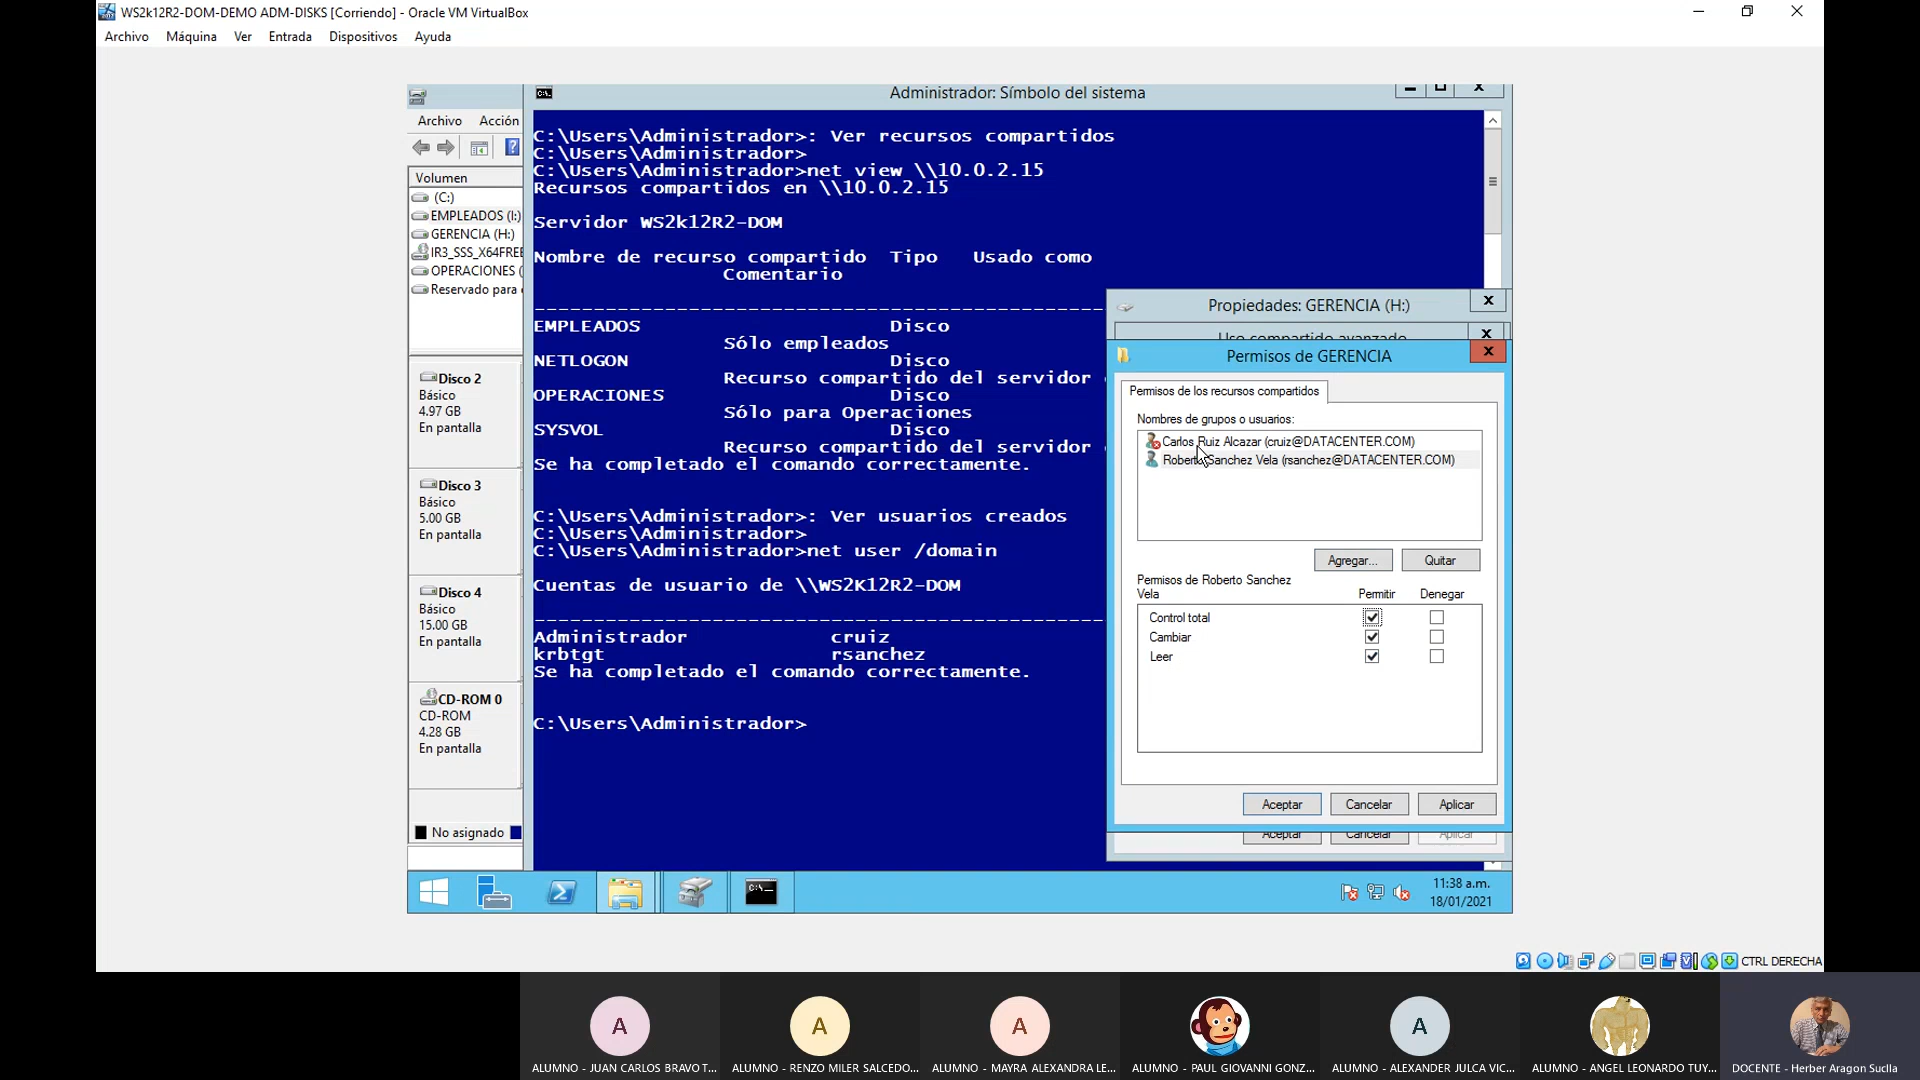 WS2k12R2-DOM-DEMO ADM-DISKS [Corriendo] - Oracle VM VirtualBox
Archivo Máquina Ver Entrada Dispositivos Ayuda
Administrador: Símbolo del sistema
Archivo Acción
Volumen
(C:)
EMPLEADOS (I:)
GERENCIA (H:)
IR3_SSS_X64FREE
OPERACIONES (
Reservado para
Disco 2
Básico
4.97 GB
En pantalla
Disco 3
Básico
5.00 GB
En pantalla
Disco 4
Básico
15.00 GB
En pantalla
CD-ROM 0
CD-ROM
4.28 GB
En pantalla
No asignado
C:\Users\Administrador>: Ver recursos compartidos
C:\Users\Administrador>
C:\Users\Administrador>net view \\10.0.2.15
Recursos compartidos en \\10.0.2.15
Servidor WS2k12R2-DOM
Nombre de recurso compartido Tipo Usado como
Comentario
EMPLEADOS Disco
Sólo empleados
NETLOGON Disco
Recurso compartido del servidor
OPERACIONES Disco
Sólo para Operaciones
SYSVOL Disco
Recurso compartido del servidor
Se ha completado el comando correctamente.
C:\Users\Administrador>: Ver usuarios creados
C:\Users\Administrador>
C:\Users\Administrador>net user /domain
Cuentas de usuario de \\WS2K12R2-DOM
Administrador cruiz
krbtgt rsanchez
Se ha completado el comando correctamente.
C:\Users\Administrador>
Propiedades: GERENCIA (H:)
Uso compartido avanzado
Permisos de GERENCIA
Permisos de los recursos compartidos
Nombres de grupos o usuarios:
Carlos Ruiz Alcazar (cruiz@DATACENTER.COM)
Roberto Sanchez Vela (rsanchez@DATACENTER.COM)
Agregar... Quitar
Permisos de Roberto Sanchez
Vela Permitir Denegar
Control total
Cambiar
Leer
Aceptar Cancelar Aplicar
Aceptar Cancelar Aplicar
11:38 a.m.
18/01/2021
CTRL DERECHA
A A A A
ALUMNO - JUAN CARLOS BRAVO T...
ALUMNO - RENZO MILER SALCEDO...
ALUMNO - MAYRA ALEXANDRA LE...
ALUMNO - PAUL GIOVANNI GONZ...
ALUMNO - ALEXANDER JULCA VIC...
ALUMNO - ANGEL LEONARDO TUY...
DOCENTE - Herber Aragon Suclla